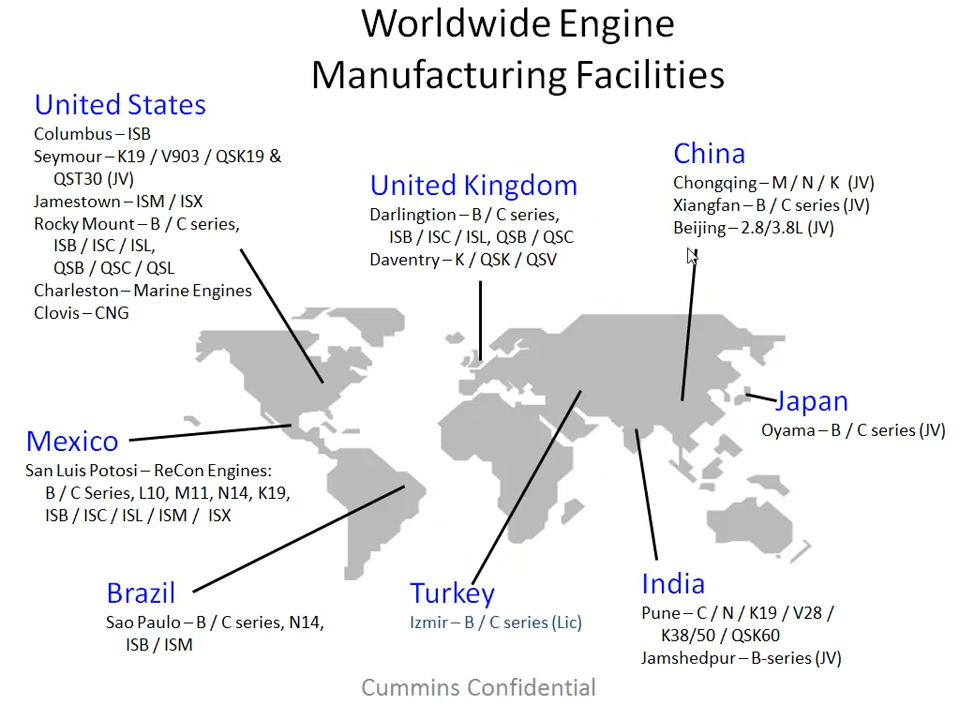 Worldwide Engine
Manufacturing Facilities
United States
Columbus – ISB
Seymour – K19 / V903 / QSK19 &
QST30 (JV)
Jamestown – ISM / ISX
Rocky Mount – B / C series,
ISB / ISC / ISL,
QSB / QSC / QSL
Charleston – Marine Engines
Clovis – CNG
United Kingdom
Darlingtion – B / C series,
ISB / ISC / ISL, QSB / QSC
Daventry – K / QSK / QSV
China
Chongqing – M / N / K (JV)
Xiangfan – B / C series (JV)
Beijing – 2.8/3.8L (JV)
Japan
Oyama – B / C series (JV)
Mexico
San Luis Potosi – ReCon Engines:
B / C Series, L10, M11, N14, K19,
ISB / ISC / ISL / ISM / ISX
Brazil
Sao Paulo – B / C series, N14,
ISB / ISM
Turkey
Izmir – B / C series (Lic)
India
Pune – C / N / K19 / V28 /
K38/50 / QSK60
Jamshedpur – B-series (JV)
Cummins Confidential